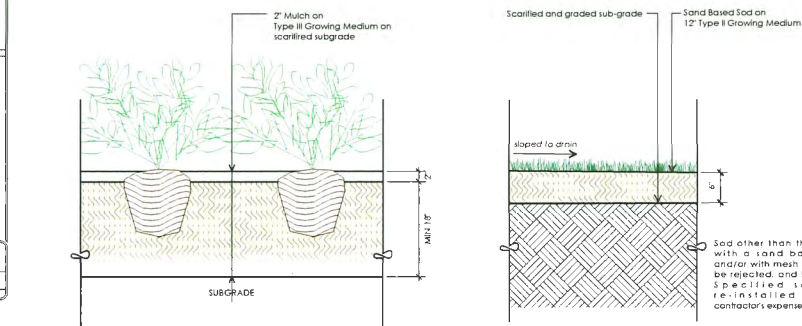 2" Mulch on
Type III Growing Medium on
scarifired subgrade
2"
MIN 18"
SUBGRADE
Scarified and graded sub-grade
Sand Based Sod on
12" Type II Growing Medium
sloped to drain
6"
Sod other than th
with a sand ba
and/or with mesh
be rejected, and
Specified so
re-installed
contractor's expense